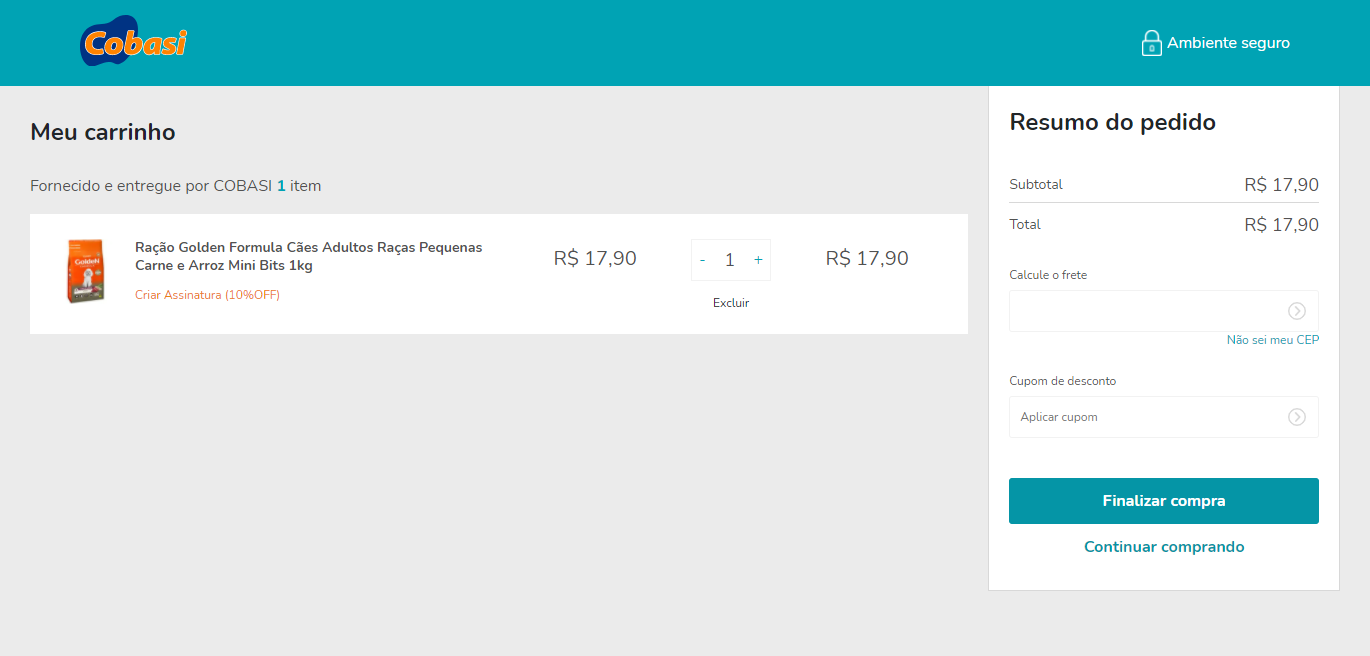 Cobasi
Ambiente seguro
Meu carrinho
Fornecido e entregue por COBASI 1 item
Golden
Ração Golden Formula Cães Adultos Raças Pequenas
Carne e Arroz Mini Bits 1kg
Criar Assinatura (10%OFF)
R$ 17,90
- 1 +
Excluir
R$ 17,90
Resumo do pedido
Subtotal R$ 17,90
Total R$ 17,90
Calcule o frete
Não sei meu CEP
Cupom de desconto
Aplicar cupom
Finalizar compra
Continuar comprando